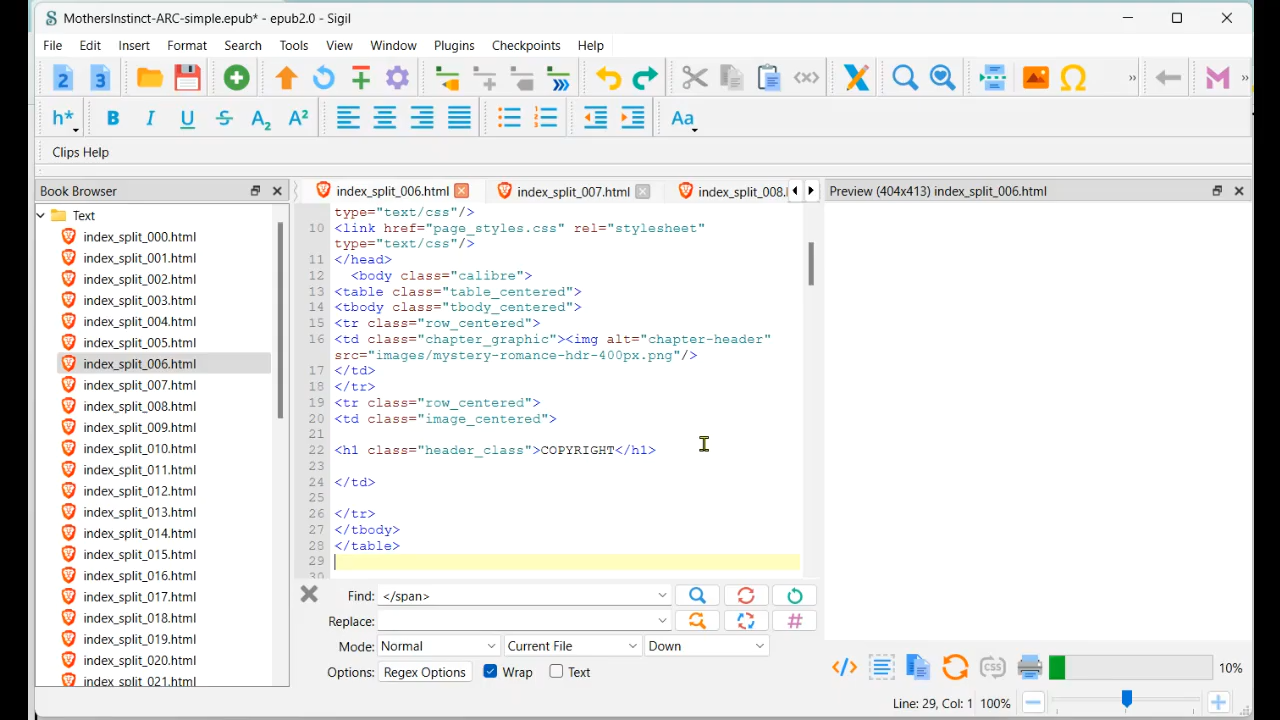 MothersInstinct-ARC-simple.epub* - epub2.0 - Sigil
File Edit Insert Format Search Tools View Window Plugins Checkpoints Help
2 3
h* B I U S A2 A2 Aa
Clips Help
Book Browser
index_split_006.html index_split_007.html index_split_008.
Preview (404x413) index_split_006.html
Text
index_split_000.html
index_split_001.html
index_split_002.html
index_split_003.html
index_split_004.html
index_split_005.html
index_split_006.html
index_split_007.html
index_split_008.html
index_split_009.html
index_split_010.html
index_split_011.html
index_split_012.html
index_split_013.html
index_split_014.html
index_split_015.html
index_split_016.html
index_split_017.html
index_split_018.html
index_split_019.html
index_split_020.html
index_split_021.html
type="text/css"/>
10 <link href="page_styles.css" rel="stylesheet"
type="text/css"/>
11 </head>
12 <body class="calibre">
13 <table class="table_centered">
14 <tbody class="tbody_centered">
15 <tr class="row_centered">
16 <td class="chapter_graphic"><img alt="chapter-header"
src="images/mystery-romance-hdr-400px.png"/>
17 </td>
18 </tr>
19 <tr class="row_centered">
20 <td class="image_centered">
21
22 <h1 class="header_class">COPYRIGHT</h1>
23
24 </td>
25
26 </tr>
27 </tbody>
28 </table>
29
30
Find: </span>
Replace:
Mode: Normal Current File Down
Options: Regex Options Wrap Text
10%
Line: 29, Col: 1 100%